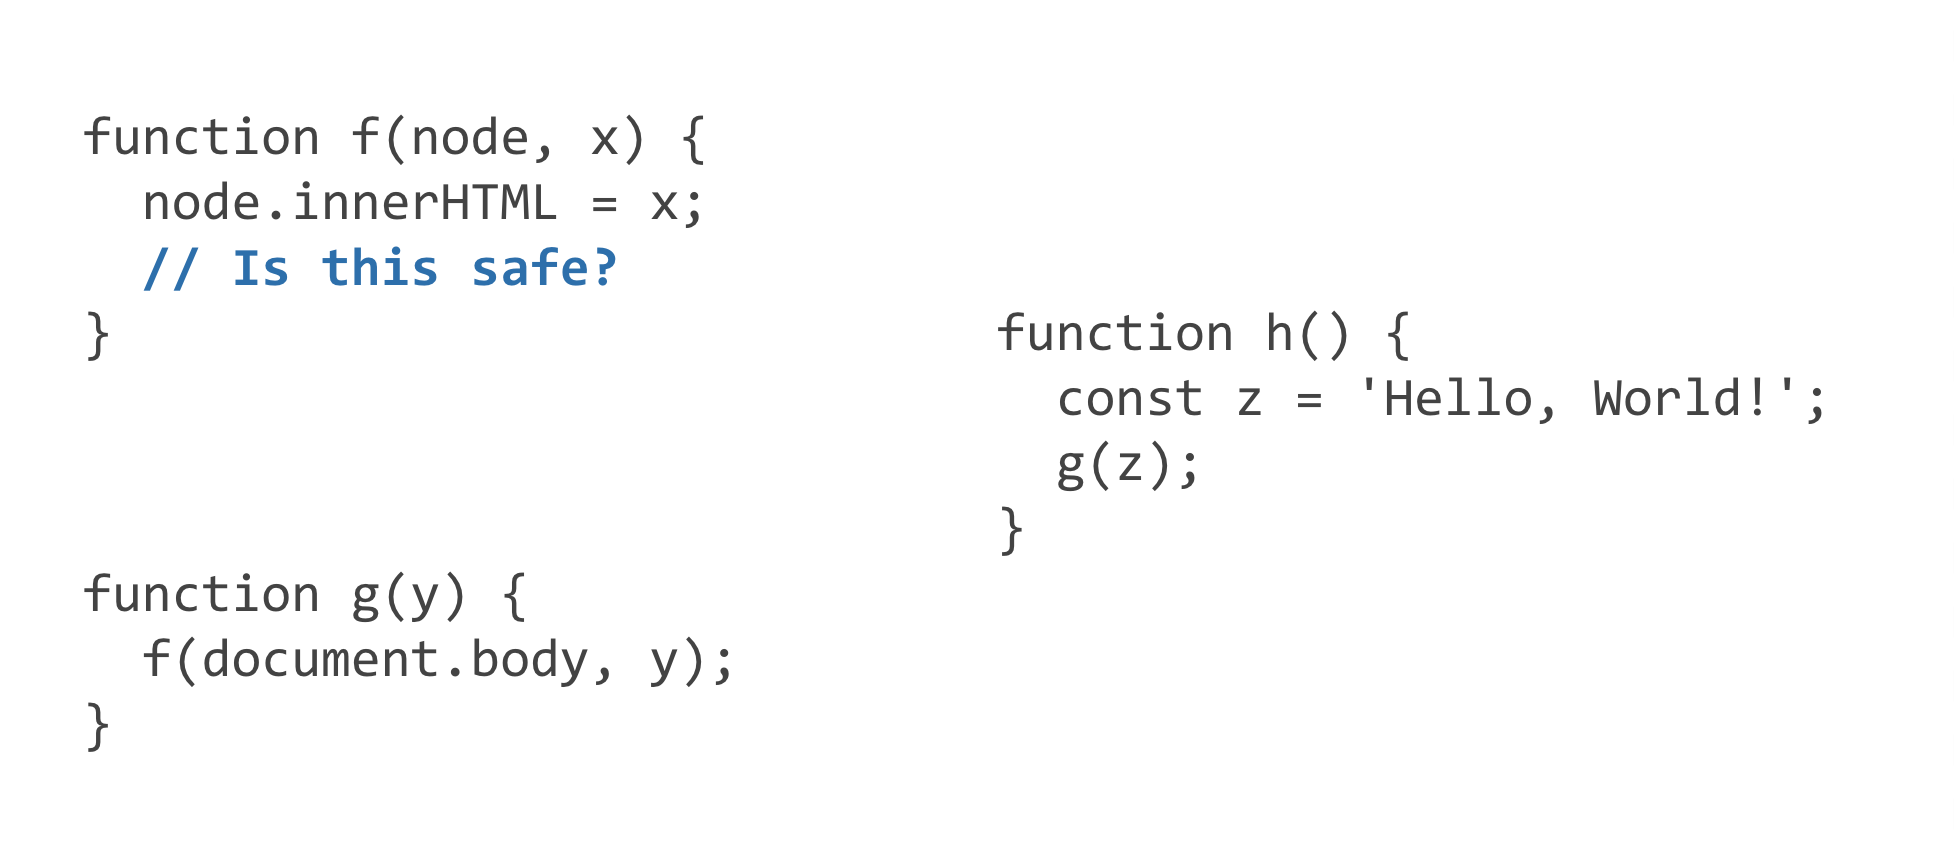 function f(node, x) {
  node.innerHTML = x;
  // Is this safe?
}
function g(y) {
  f(document.body, y);
}
function h() {
  const z = 'Hello, World!';
  g(z);
}